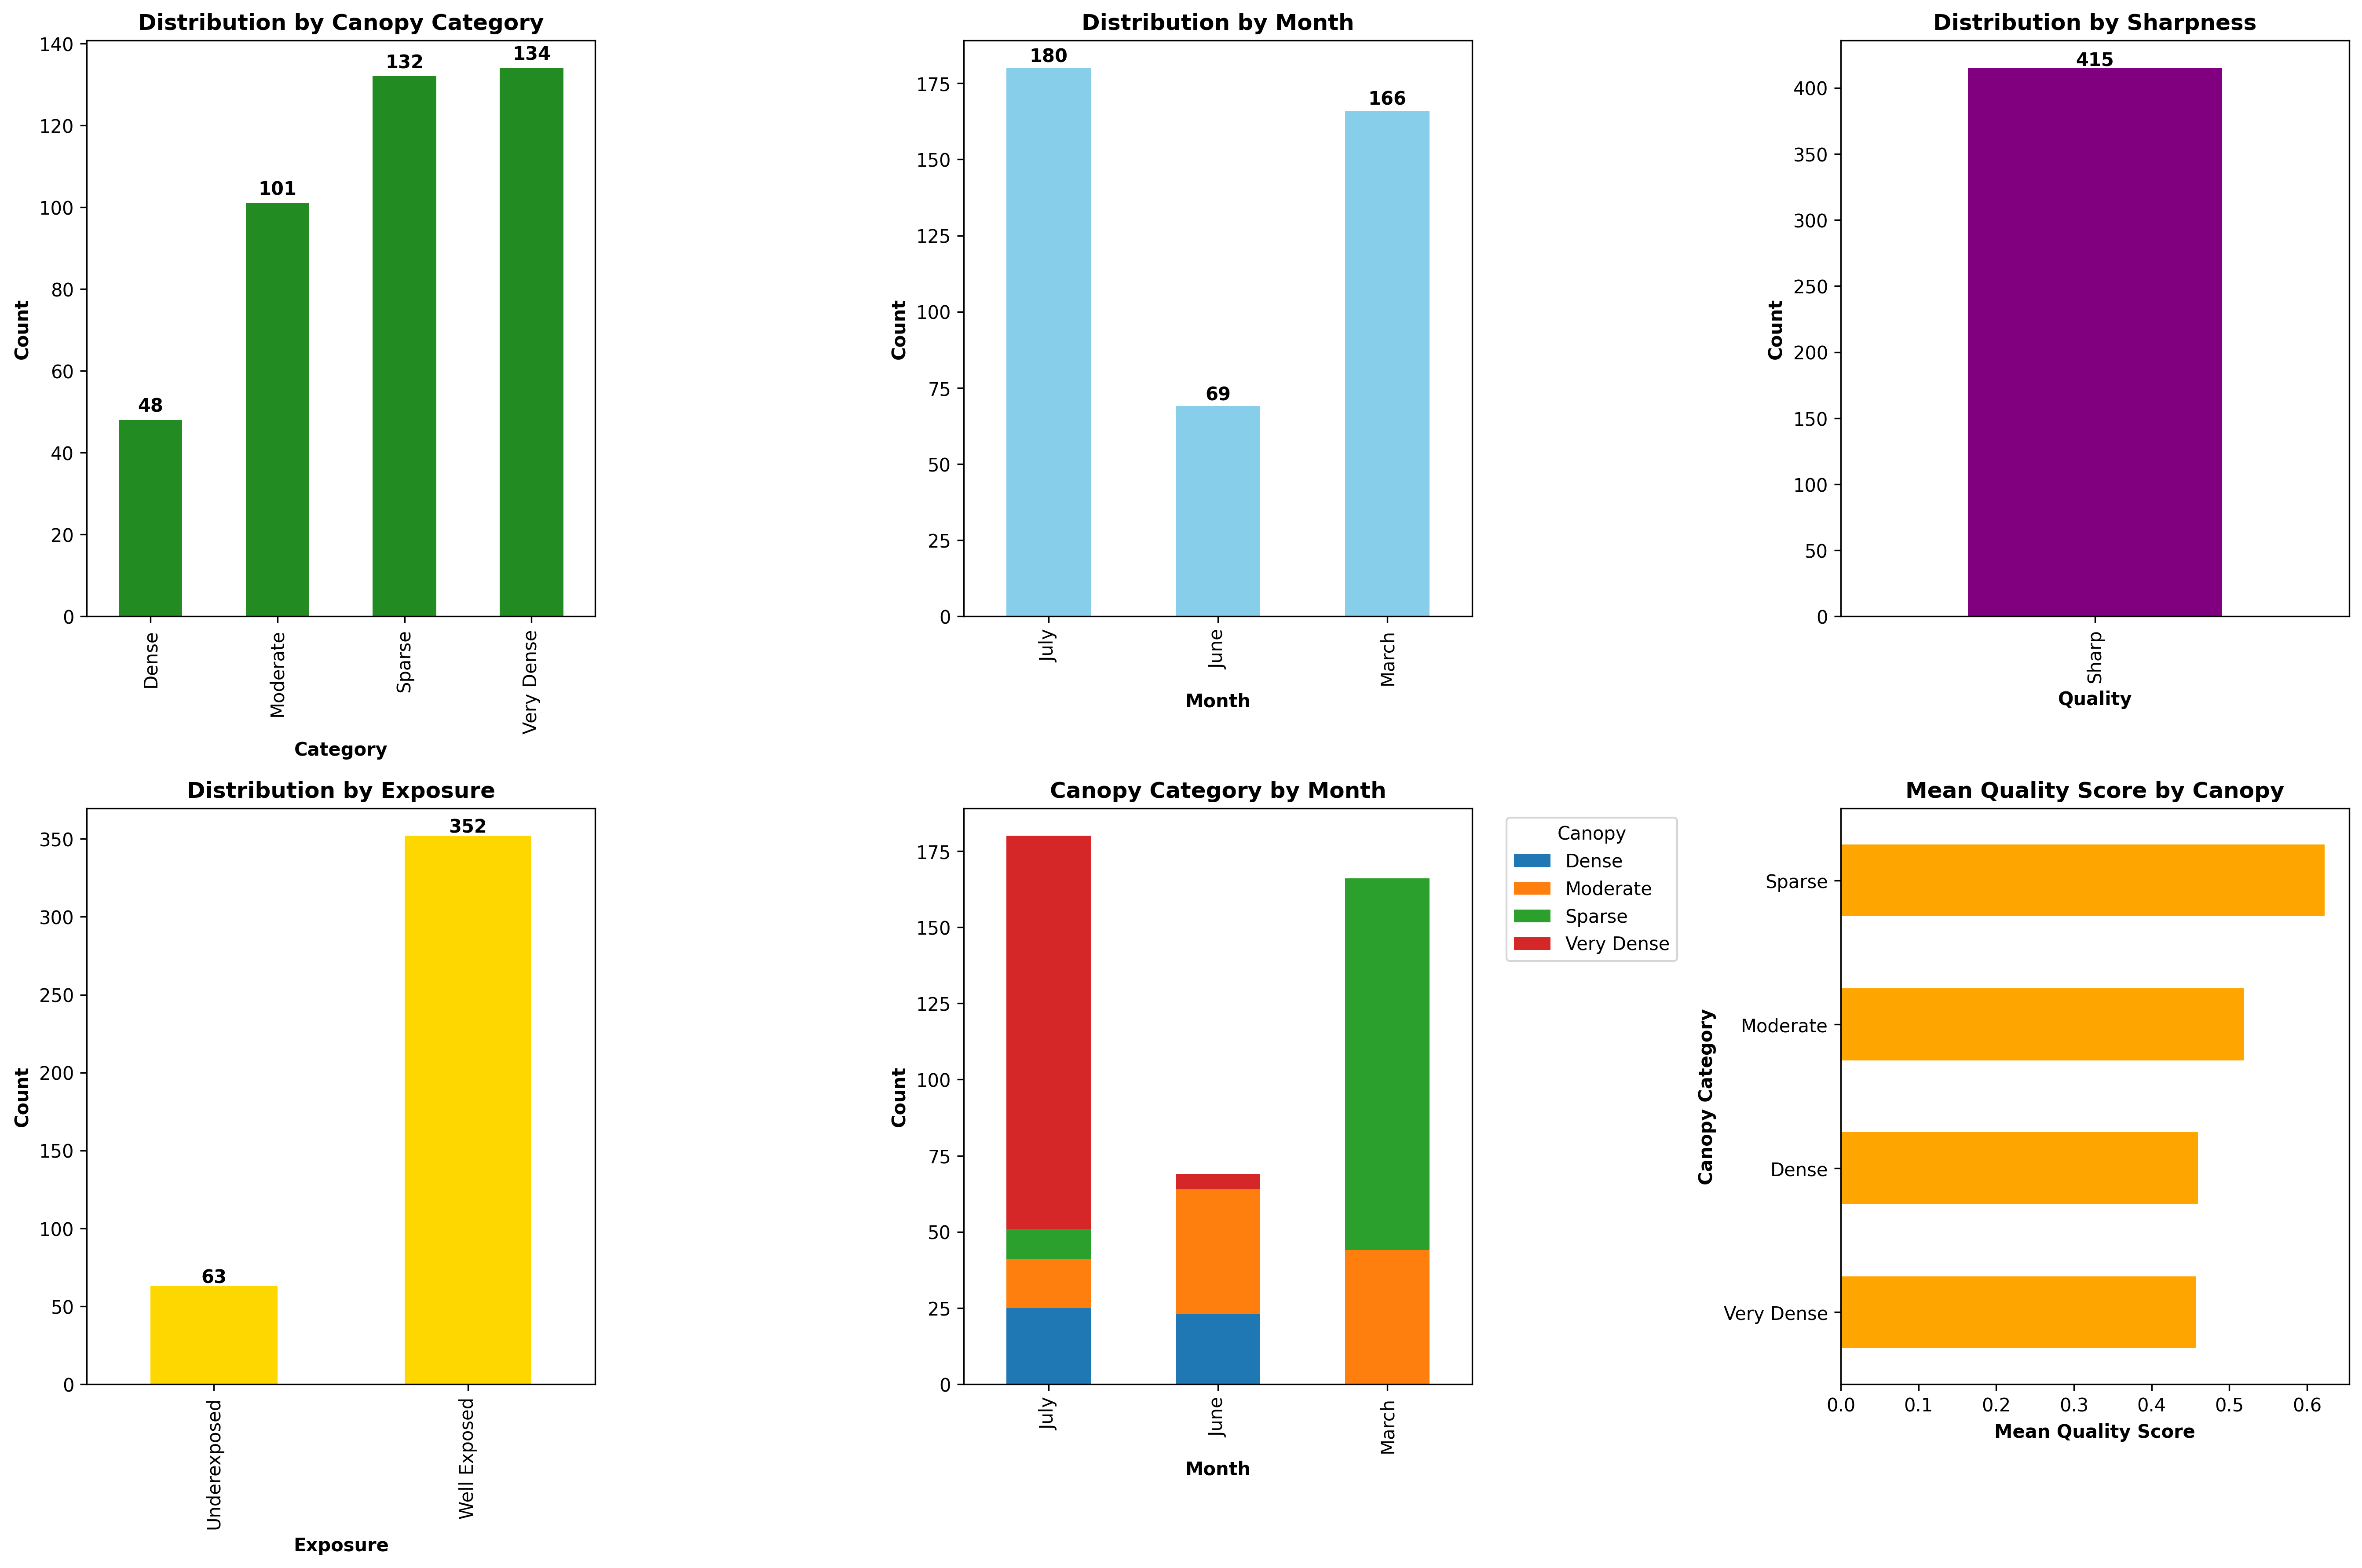 Distribution by Canopy Category
140
120
100
80
60
40
20
0
Count
48
101
132
134
Dense
Moderate
Sparse
Very Dense
Category
Distribution by Month
175
150
125
100
75
50
25
0
Count
180
69
166
July
June
March
Month
Distribution by Sharpness
400
350
300
250
200
150
100
50
0
Count
415
Sharp
Quality
Distribution by Exposure
350
300
250
200
150
100
50
0
Count
63
352
Underexposed
Well Exposed
Exposure
Canopy Category by Month
175
150
125
100
75
50
25
0
Count
July
June
March
Month
Canopy
Dense
Moderate
Sparse
Very Dense
Mean Quality Score by Canopy
Canopy Category
Sparse
Moderate
Dense
Very Dense
0.0 0.1 0.2 0.3 0.4 0.5 0.6
Mean Quality Score